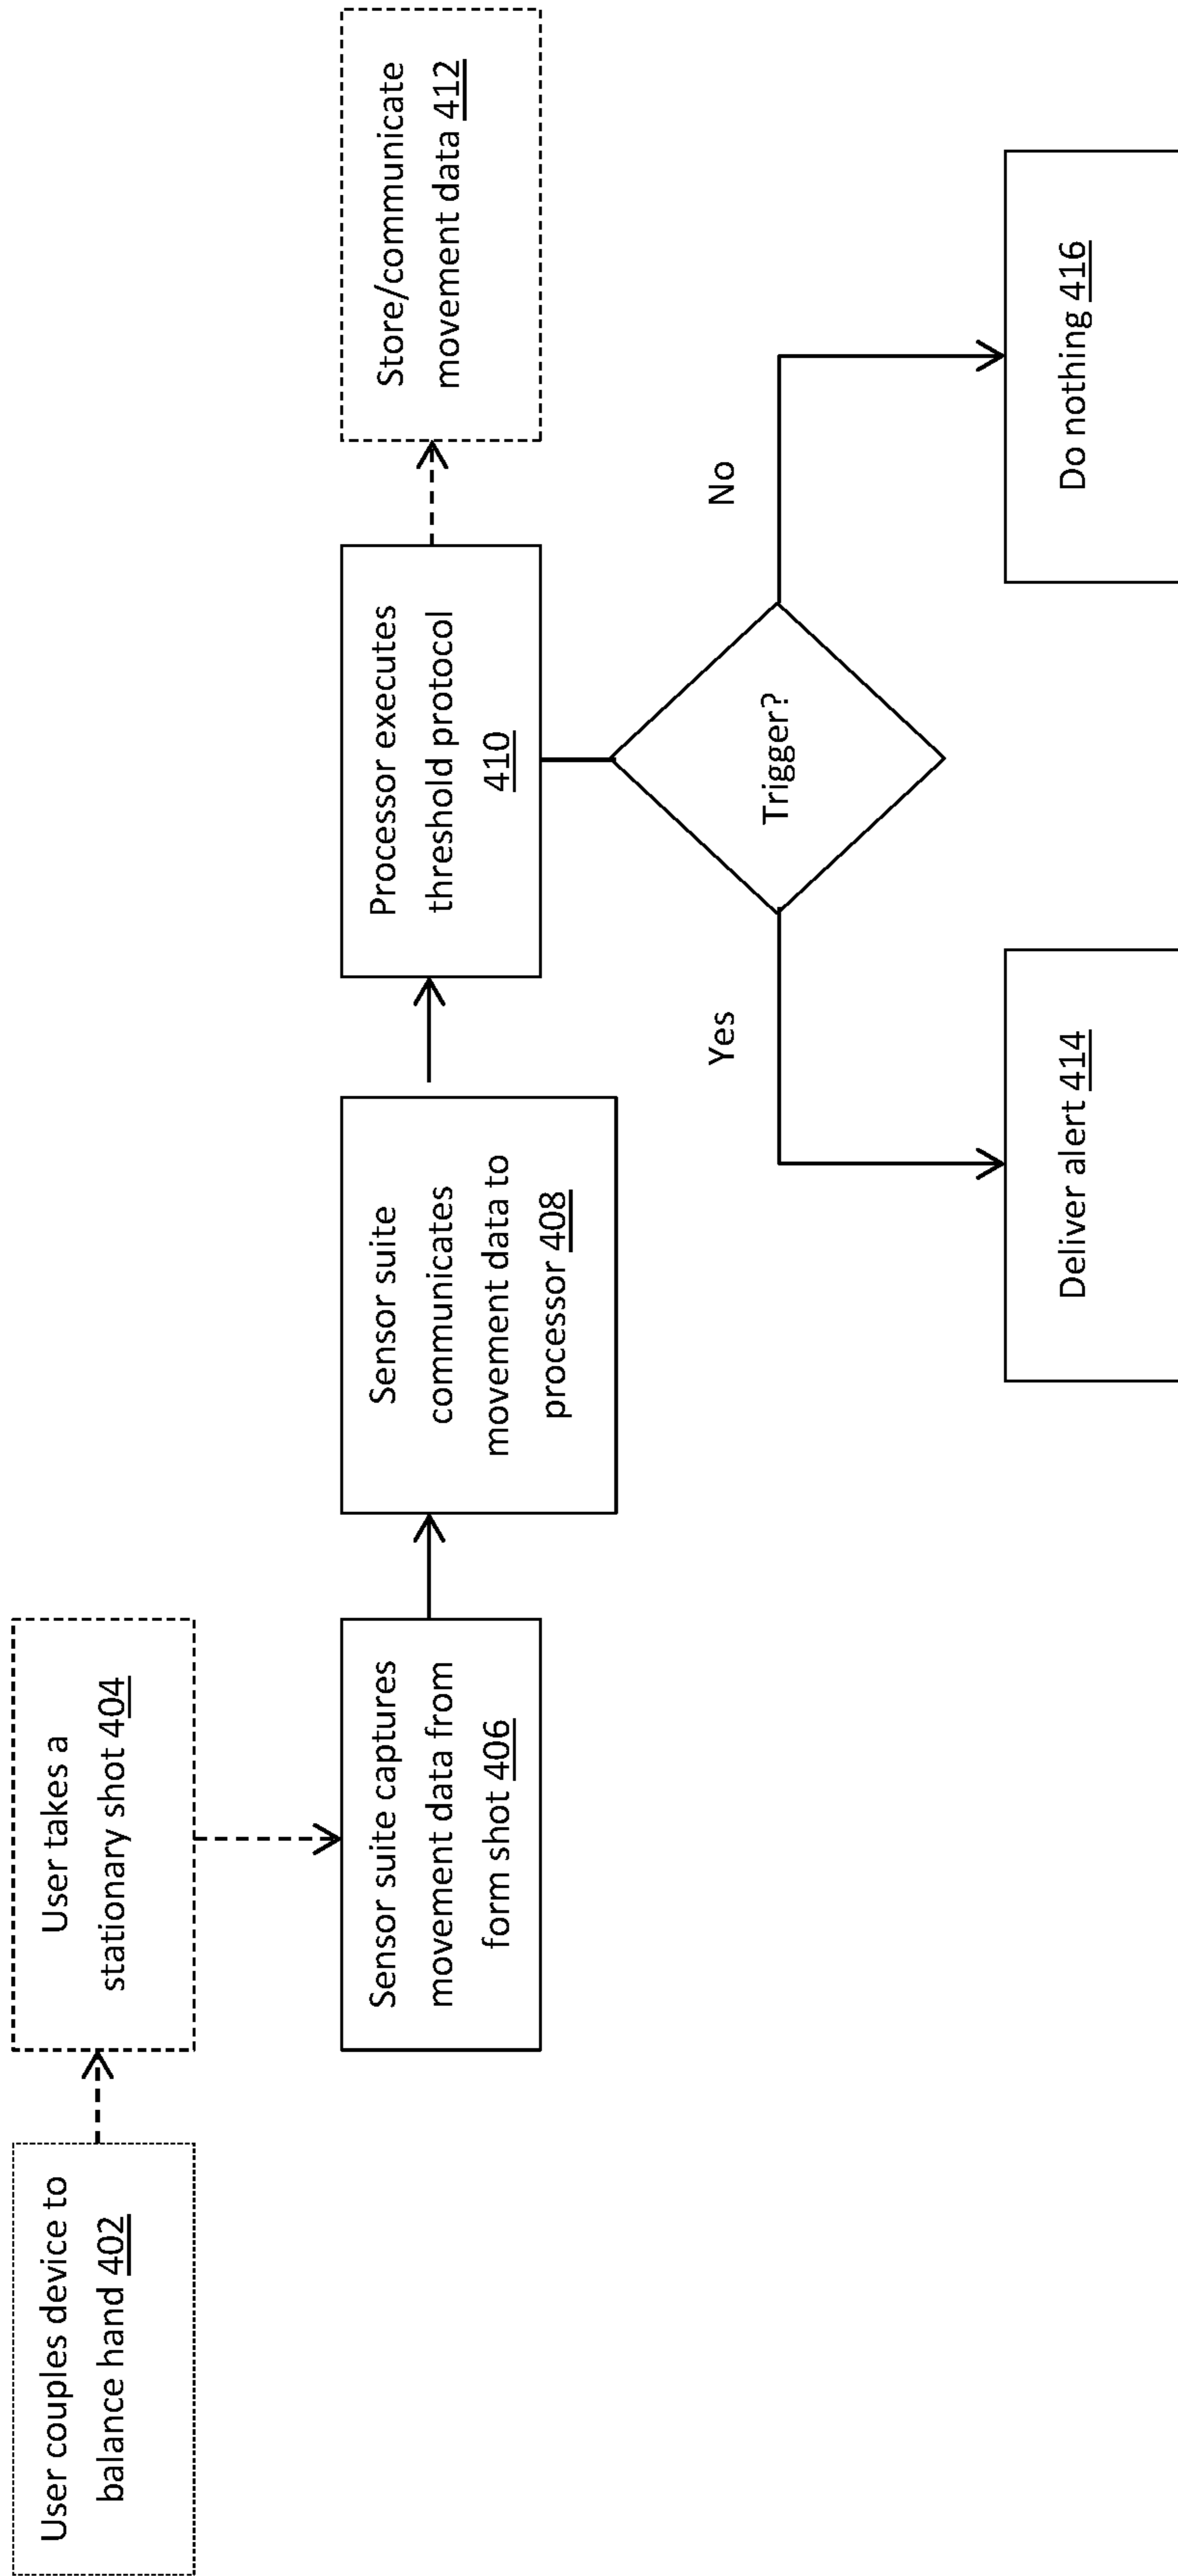 User couples device to
balance hand 402
User takes a
stationary shot 404
Sensor suite captures
movement data from
form shot 406
Sensor suite
communicates
movement data to
processor 408
Processor executes
threshold protocol
410
Store/communicate
movement data 412
Trigger?
Yes
No
Deliver alert 414
Do nothing 416